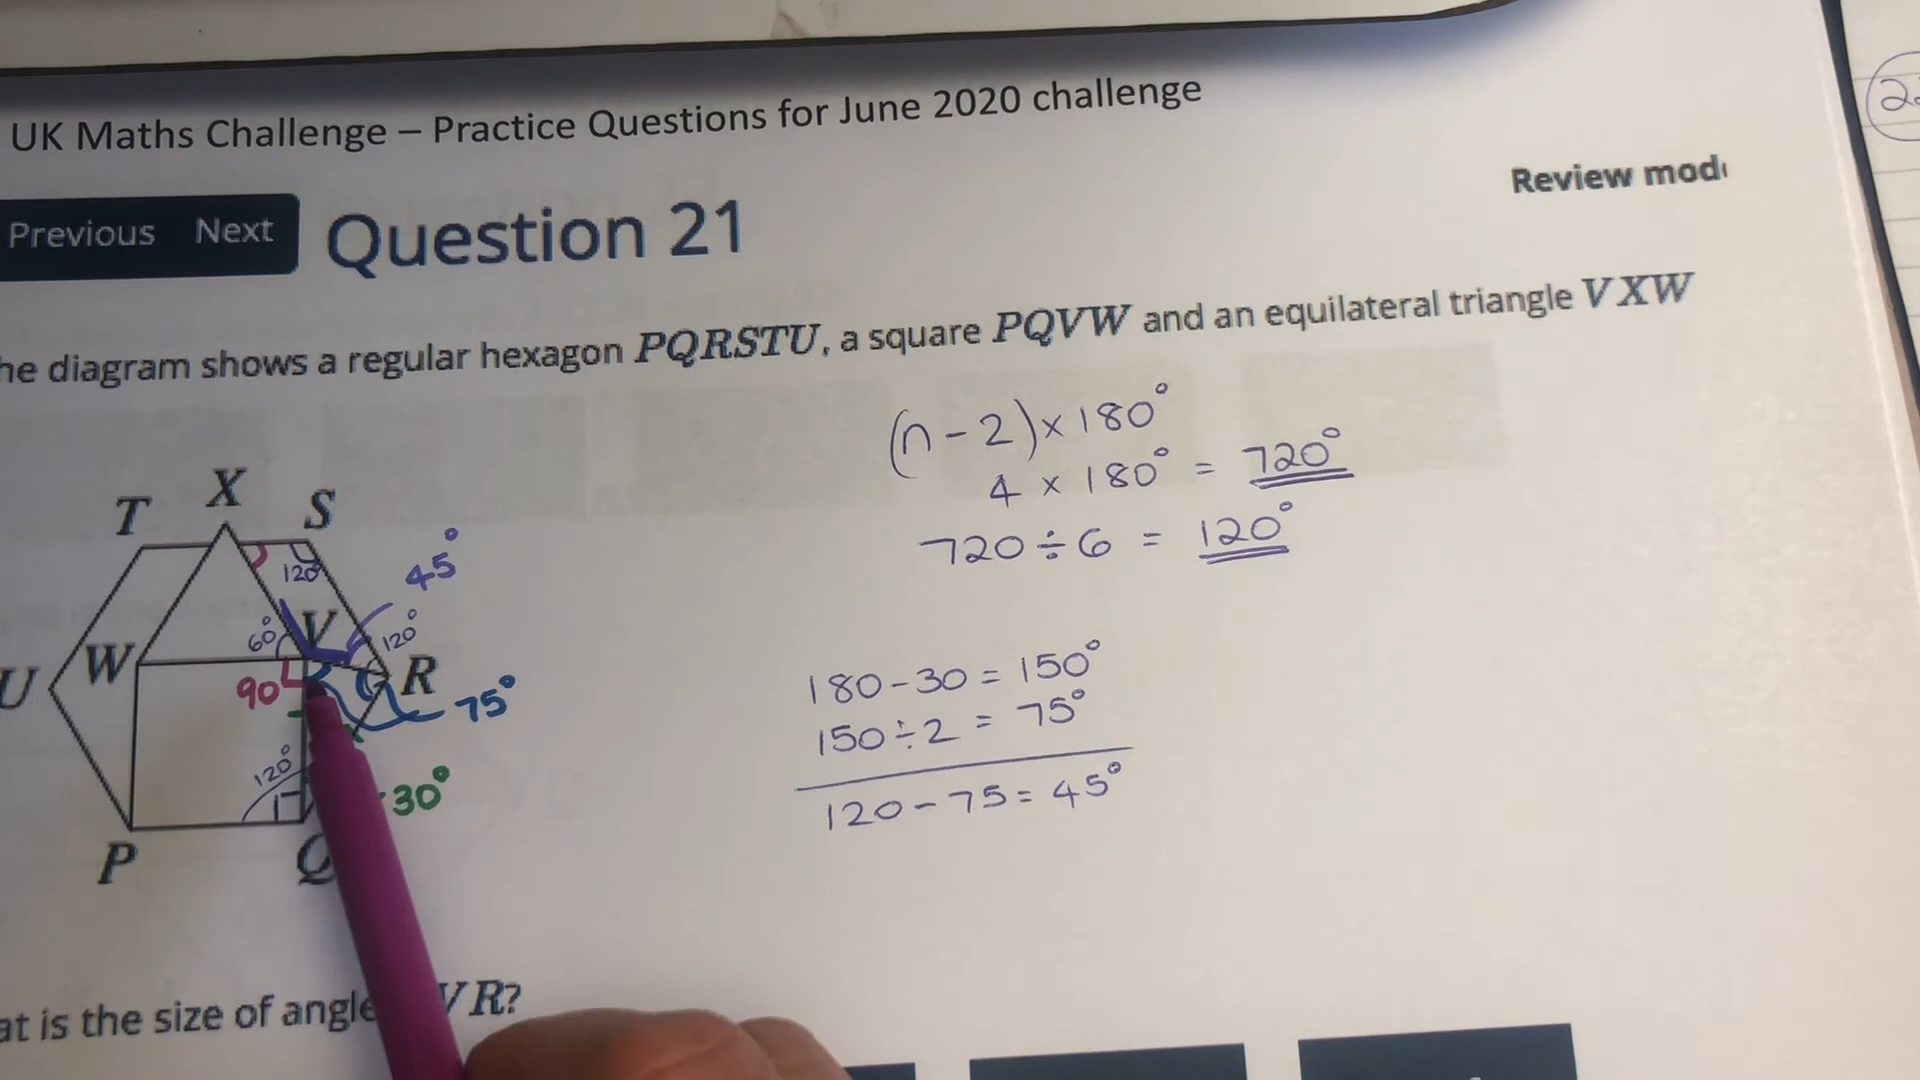 UK Maths Challenge – Practice Questions for June 2020 challenge
Review mod
Previous Next
Question 21
he diagram shows a regular hexagon PQRSTU, a square PQVW and an equilateral triangle VXW
(n-2)×180°
4 × 180° = 720°
720÷6 = 120°
T X S
120
45°
60° V 120°
U W R
90 75°
120°
30°
P Q
180-30 = 150°
150÷2 = 75°
120-75= 45°
at is the size of angle VR?